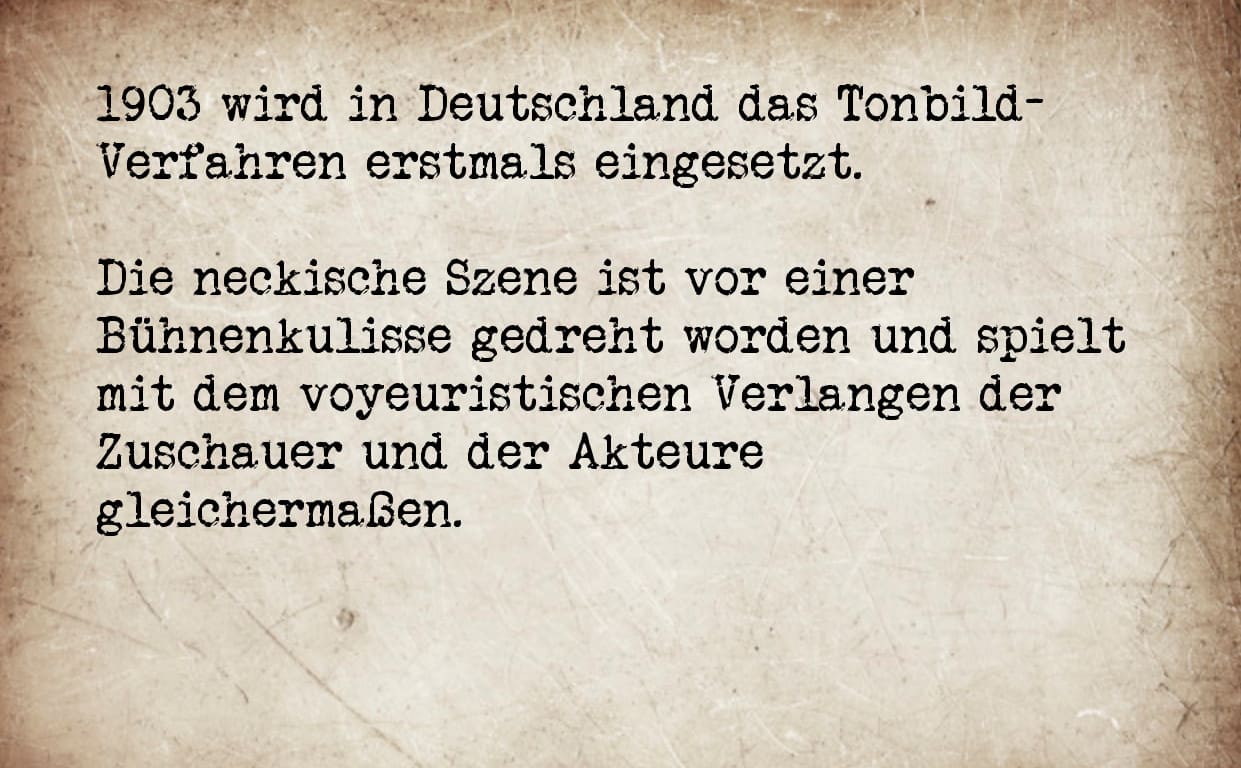 1903 wird in Deutschland das Tonbild-
Verfahren erstmals eingesetzt.
Die neckische Szene ist vor einer
Bühnenkulisse gedreht worden und spielt
mit dem voyeuristischen Verlangen der
Zuschauer und der Akteure
gleichermaßen.